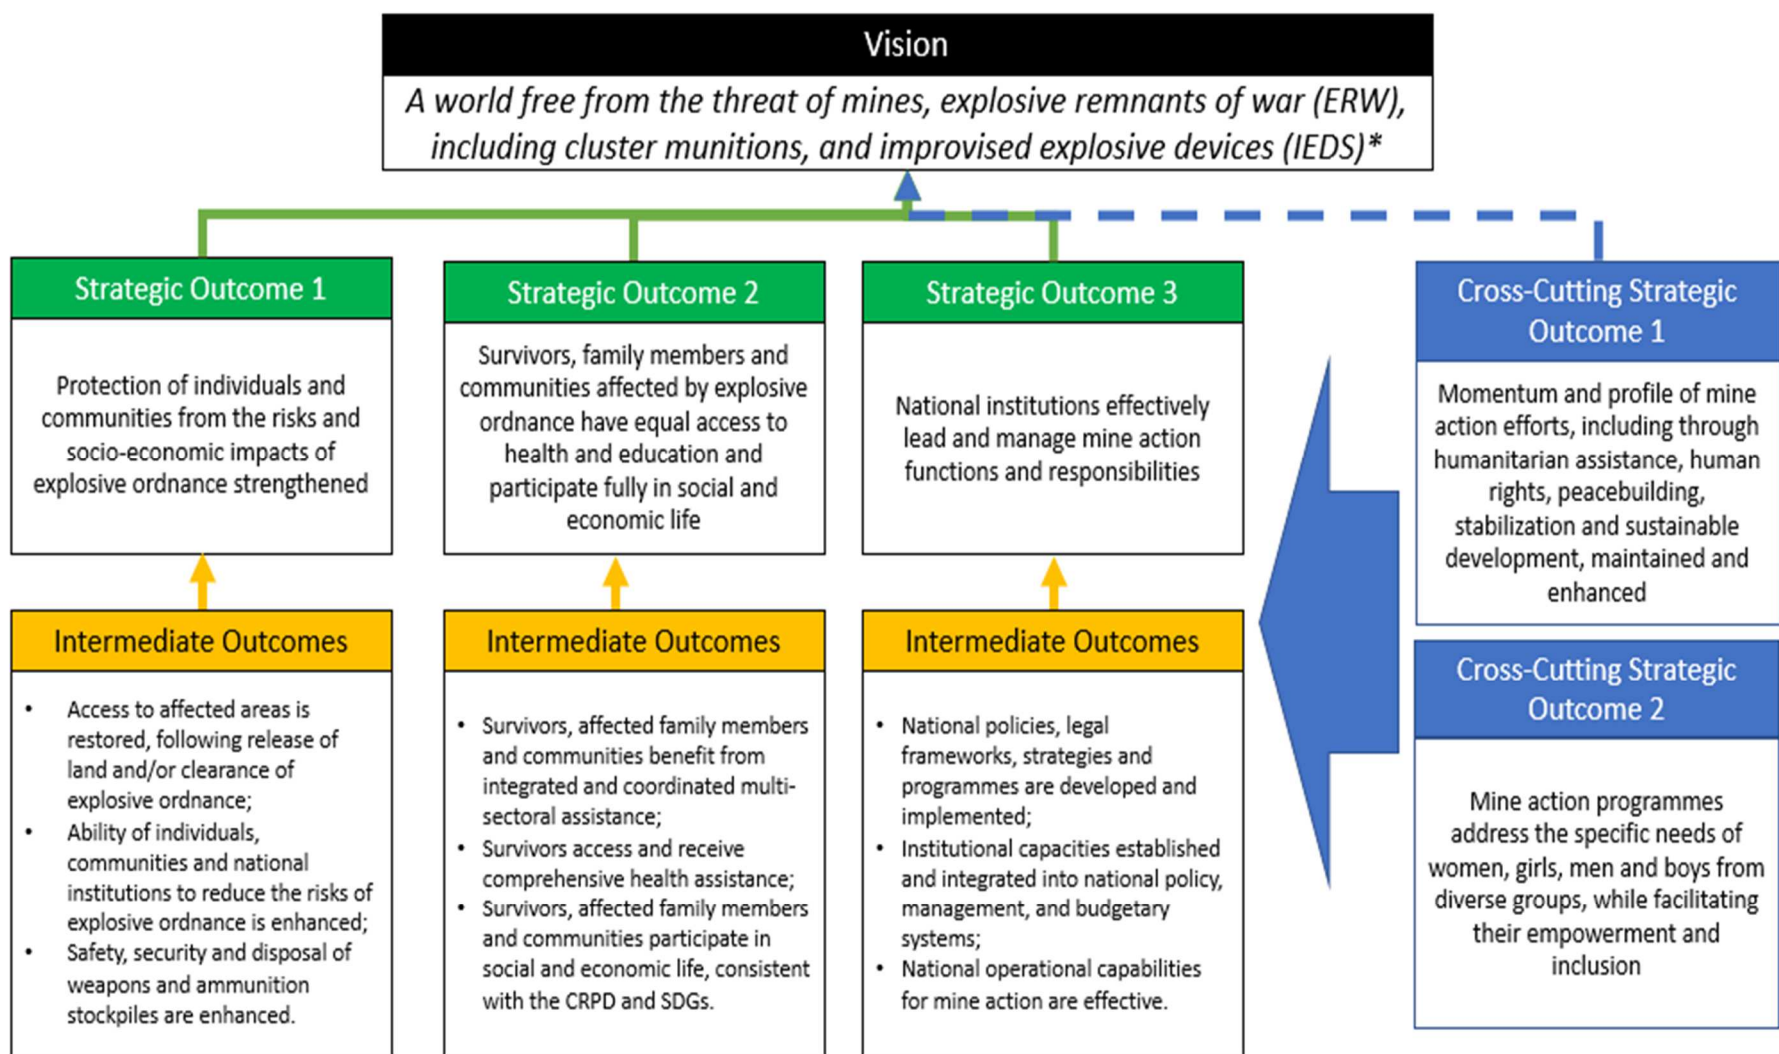 Vision
A world free from the threat of mines, explosive remnants of war (ERW),
including cluster munitions, and improvised explosive devices (IEDS)*
Strategic Outcome 1
Protection of individuals and
communities from the risks and
socio-economic impacts of
explosive ordnance strengthened
Intermediate Outcomes
• Access to affected areas is
restored, following release of
land and/or clearance of
explosive ordnance;
• Ability of individuals,
communities and national
institutions to reduce the risks of
explosive ordnance is enhanced;
• Safety, security and disposal of
weapons and ammunition
stockpiles are enhanced.
Strategic Outcome 2
Survivors, family members and
communities affected by explosive
ordnance have equal access to
health and education and
participate fully in social and
economic life
Intermediate Outcomes
• Survivors, affected family members
and communities benefit from
integrated and coordinated multi-
sectoral assistance;
• Survivors access and receive
comprehensive health assistance;
• Survivors, affected family members
and communities participate in
social and economic life, consistent
with the CRPD and SDGs.
Strategic Outcome 3
National institutions effectively
lead and manage mine action
functions and responsibilities
Intermediate Outcomes
• National policies, legal
frameworks, strategies and
programmes are developed and
implemented;
• Institutional capacities established
and integrated into national policy,
management, and budgetary
systems;
• National operational capabilities
for mine action are effective.
Cross-Cutting Strategic
Outcome 1
Momentum and profile of mine
action efforts, including through
humanitarian assistance, human
rights, peacebuilding,
stabilization and sustainable
development, maintained and
enhanced
Cross-Cutting Strategic
Outcome 2
Mine action programmes
address the specific needs of
women, girls, men and boys from
diverse groups, while facilitating
their empowerment and
inclusion